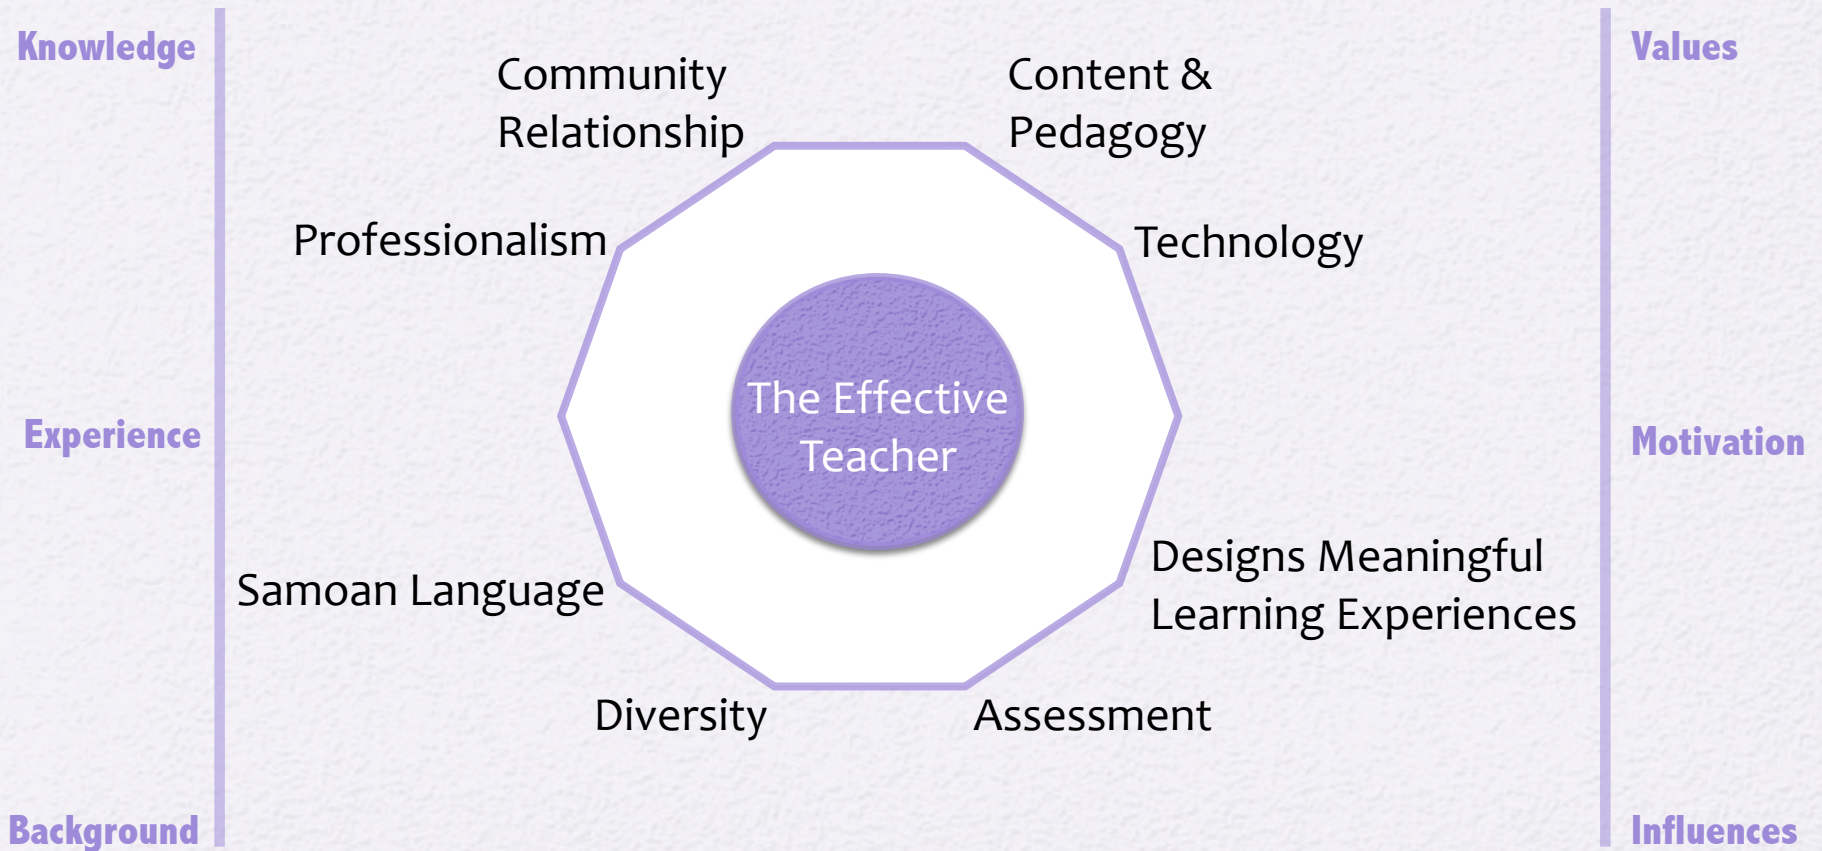 Knowledge
Experience
Background
Community
Relationship
Content &
Pedagogy
Professionalism
Technology
The Effective
Teacher
Samoan Language
Designs Meaningful
Learning Experiences
Diversity
Assessment
Values
Motivation
Influences